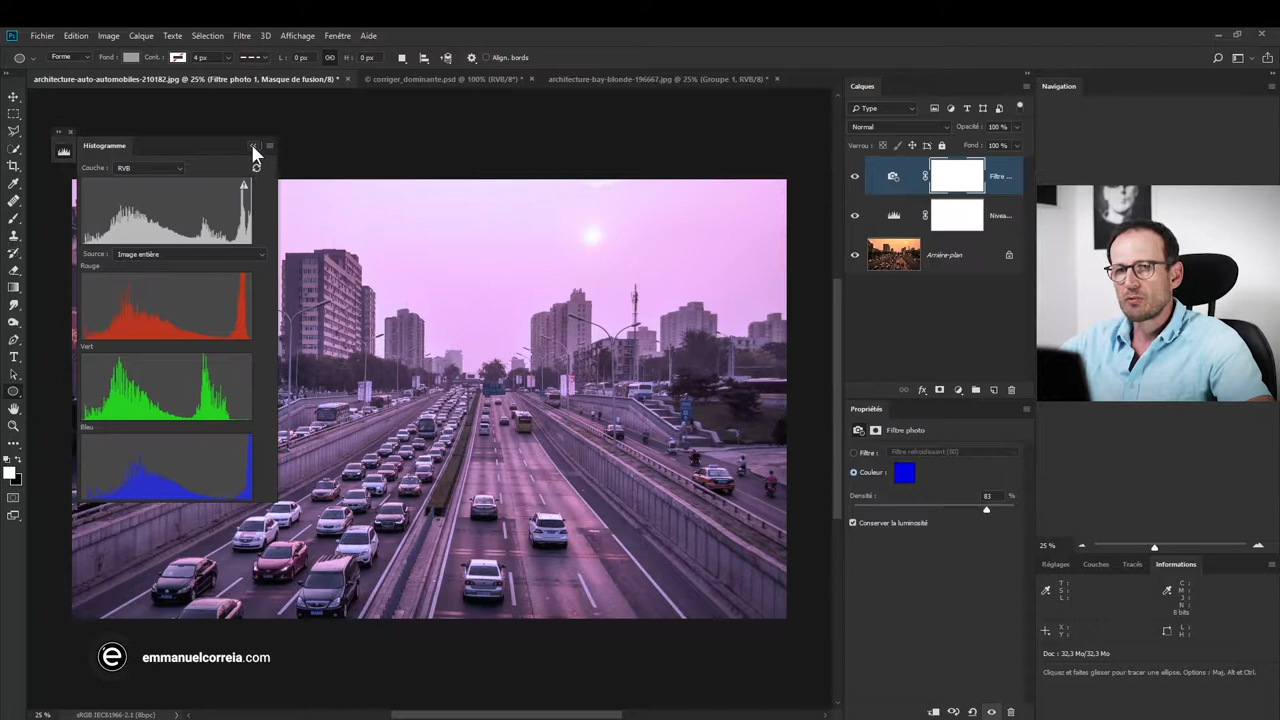 Ps Fichier Edition Image Calque Texte Sélection Filtre 3D Affichage Fenêtre Aide
Forme Fond : Cont. : 4 px L : 0 px H : 0 px Align. bords
architecture-auto-automobiles-210182.jpg @ 25% (Filtre photo 1, Masque de fusion/8) * × © corriger_dominante.psd @ 100% (RVB/8*) * × architecture-bay-blonde-196667.jpg @ 25% (Groupe 1, RVB/8) * ×
Histogramme
Couche : RVB
Source : Image entière
Rouge
Vert
Bleu
Calques
Type
Normal Opacité : 100 %
Verrou : Fond : 100 %
Filtre ...
Nivea...
Arrière-plan
Propriétés
Filtre photo
Filtre : Filtre refroidissant (80)
Couleur :
Densité : 83 %
Conserver la luminosité
Navigation
25 %
Réglages Couches Tracés Informations
T : C :
S : M :
L : J :
N :
8 bits
X : L :
Y : H :
Doc : 32,3 Mo/32,3 Mo
Cliquez et faites glisser pour tracer une ellipse. Options : Maj, Alt et Ctrl.
e emmanuelcorreia.com
25 % sRGB IEC61966-2.1 (8bpc)